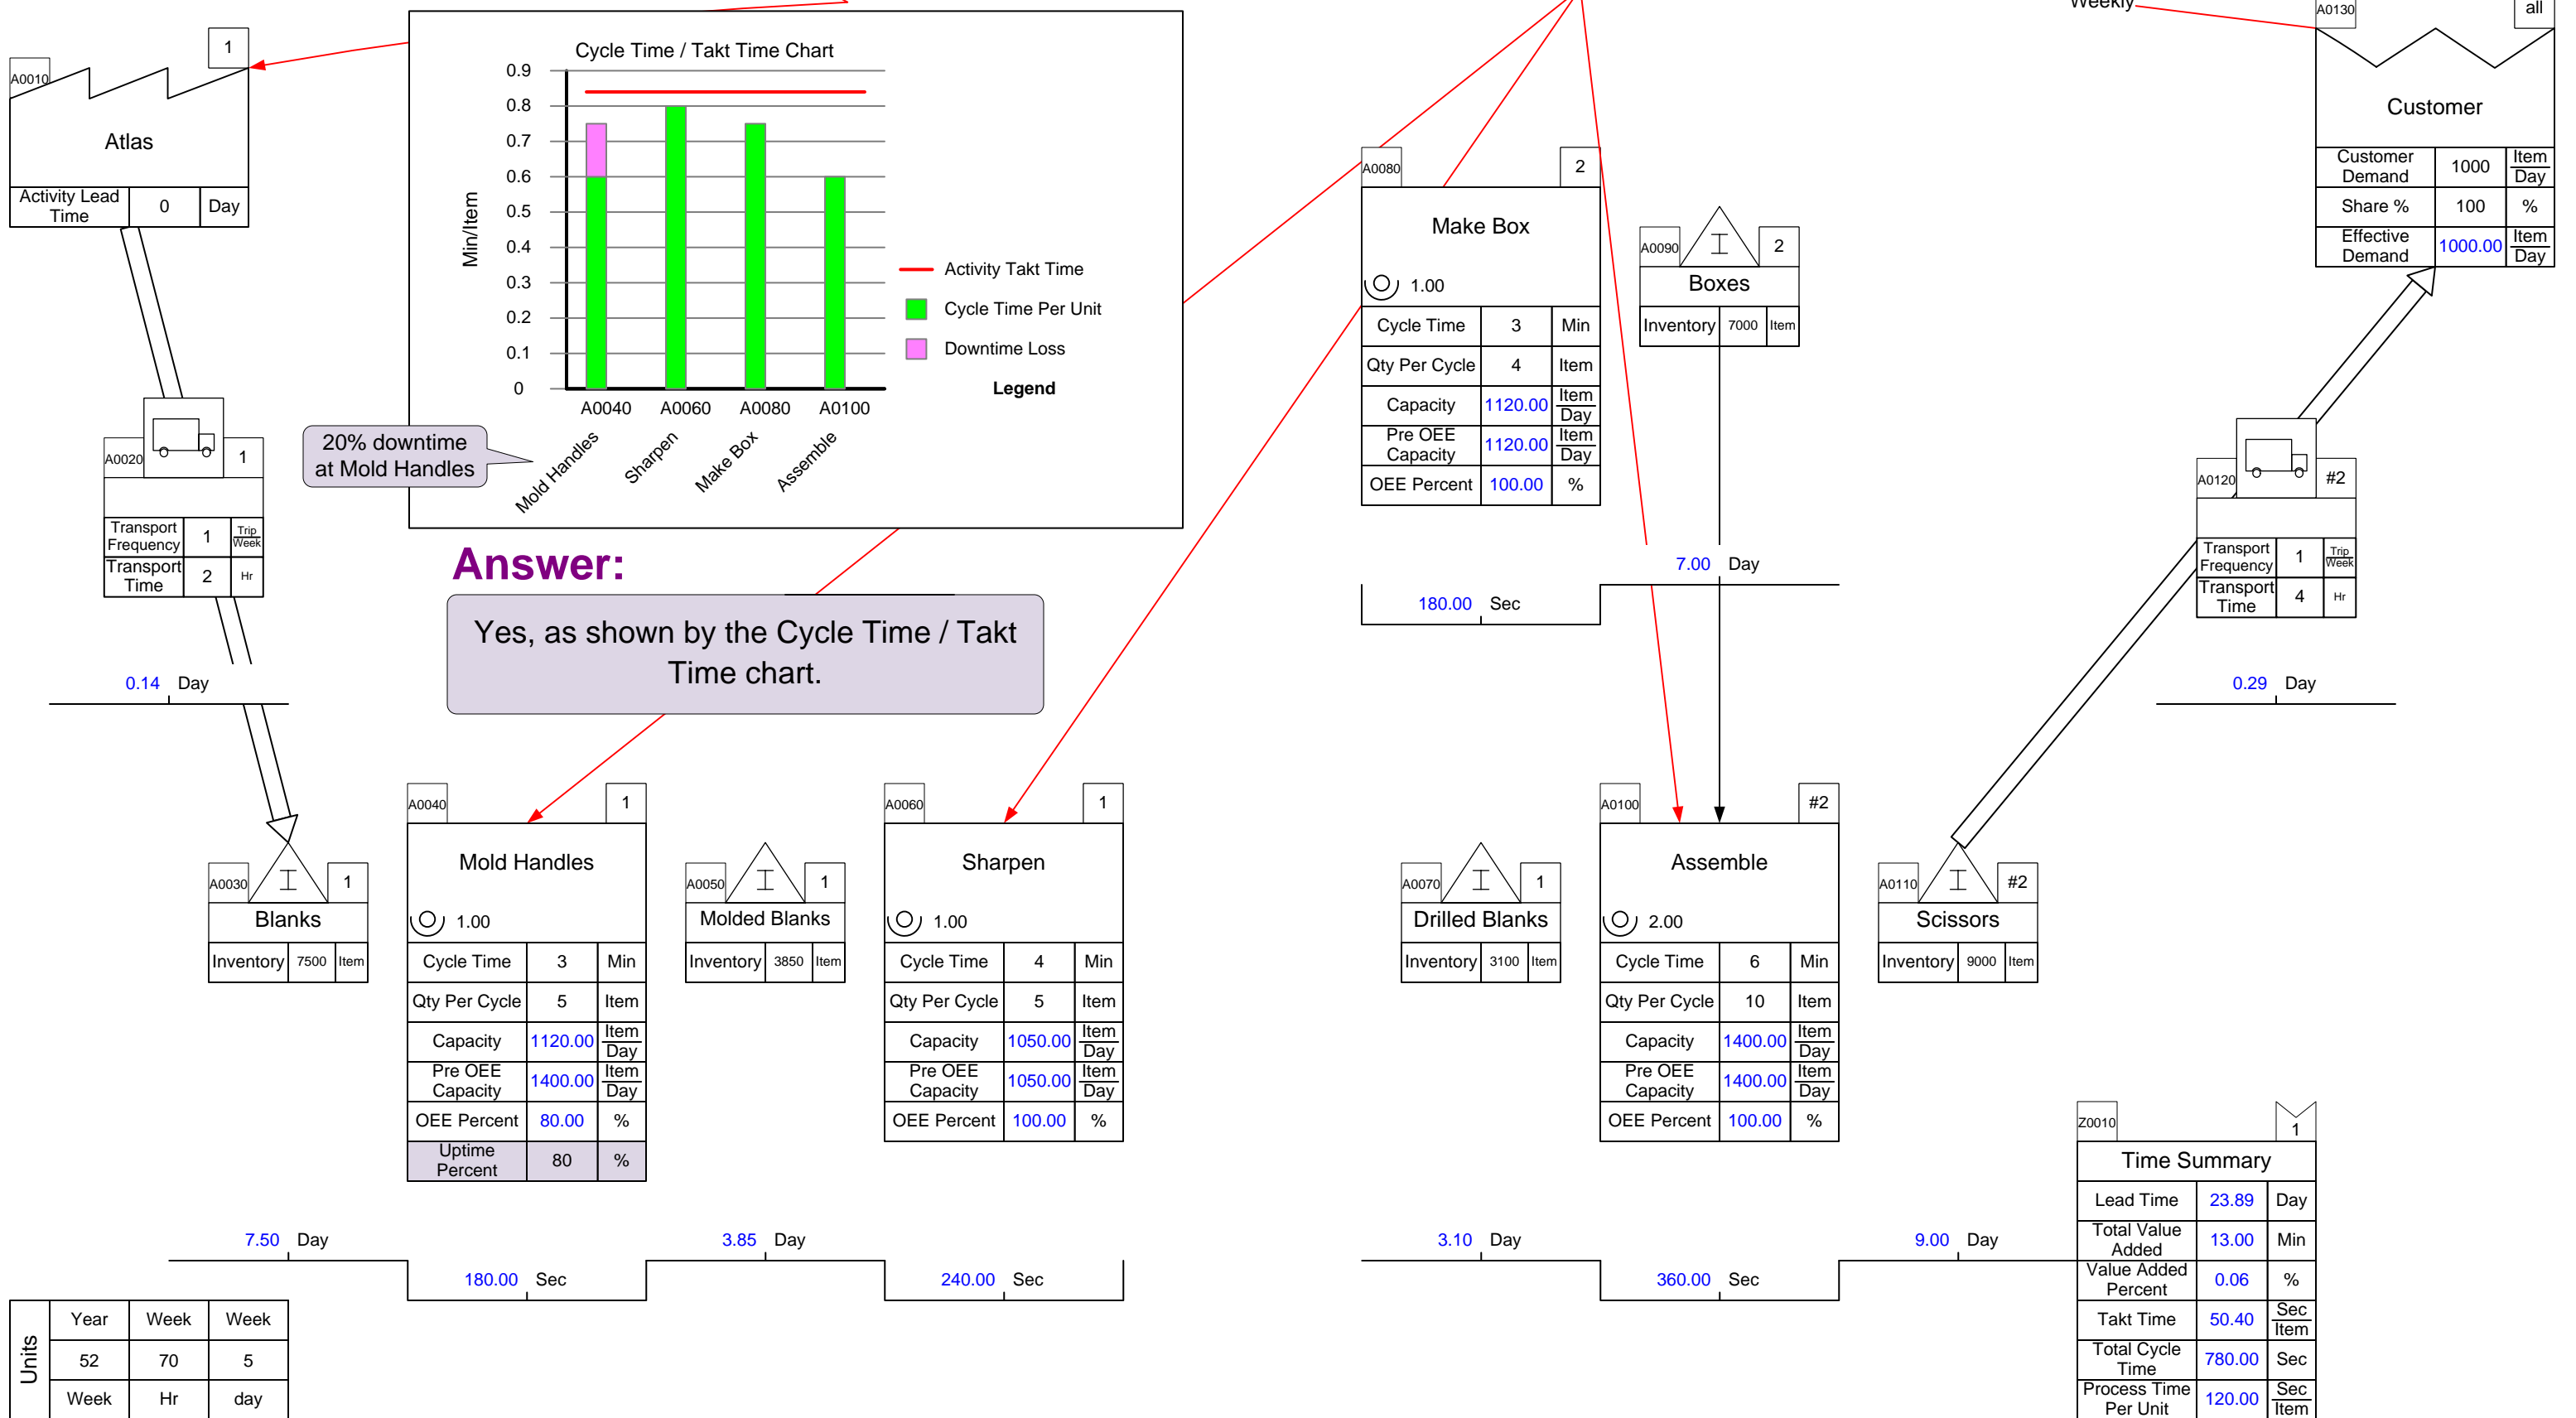 Weekly
A0010
1
Atlas
Activity Lead Time
0
Day
A0020
1
Transport Frequency
1
Trip
Week
Transport Time
2
Hr
0.14 Day
Cycle Time / Takt Time Chart
Min/Item
0.9
0.8
0.7
0.6
0.5
0.4
0.3
0.2
0.1
0
A0040
A0060
A0080
A0100
Mold Handles
Sharpen
Make Box
Assemble
Activity Takt Time
Cycle Time Per Unit
Downtime Loss
Legend
20% downtime
at Mold Handles
Answer:
Yes, as shown by the Cycle Time / Takt
Time chart.
A0080
2
Make Box
1.00
Cycle Time 3 Min
Qty Per Cycle 4 Item
Capacity 1120.00 Item
Day
Pre OEE Capacity 1120.00 Item
Day
OEE Percent 100.00 %
A0090
2
Boxes
Inventory 7000 Item
7.00 Day
180.00 Sec
A0130
all
Customer
Customer Demand 1000 Item
Day
Share % 100 %
Effective Demand 1000.00 Item
Day
A0120
#2
Transport Frequency 1 Trip
Week
Transport Time 4 Hr
0.29 Day
A0030
1
Blanks
Inventory 7500 Item
A0040
1
Mold Handles
1.00
Cycle Time 3 Min
Qty Per Cycle 5 Item
Capacity 1120.00 Item
Day
Pre OEE Capacity 1400.00 Item
Day
OEE Percent 80.00 %
Uptime Percent 80 %
A0050
1
Molded Blanks
Inventory 3850 Item
A0060
1
Sharpen
1.00
Cycle Time 4 Min
Qty Per Cycle 5 Item
Capacity 1050.00 Item
Day
Pre OEE Capacity 1050.00 Item
Day
OEE Percent 100.00 %
A0070
1
Drilled Blanks
Inventory 3100 Item
A0100
#2
Assemble
2.00
Cycle Time 6 Min
Qty Per Cycle 10 Item
Capacity 1400.00 Item
Day
Pre OEE Capacity 1400.00 Item
Day
OEE Percent 100.00 %
A0110
#2
Scissors
Inventory 9000 Item
7.50 Day
180.00 Sec
3.85 Day
240.00 Sec
3.10 Day
360.00 Sec
9.00 Day
Z0010
1
Time Summary
Lead Time 23.89 Day
Total Value Added 13.00 Min
Value Added Percent 0.06 %
Takt Time 50.40 Sec
Item
Total Cycle Time 780.00 Sec
Process Time Per Unit 120.00 Sec
Item
Units
Year Week Week
52 70 5
Week Hr day